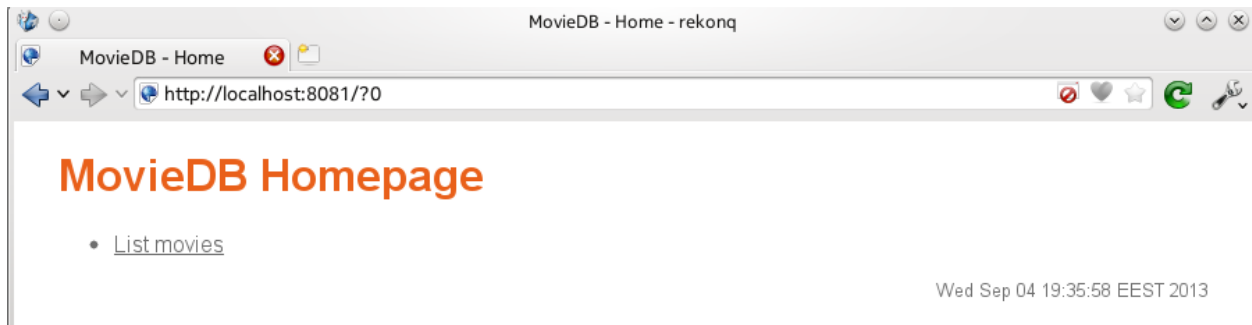 MovieDB - Home - rekonq
MovieDB - Home
http://localhost:8081/?0
MovieDB Homepage
List movies
Wed Sep 04 19:35:58 EEST 2013